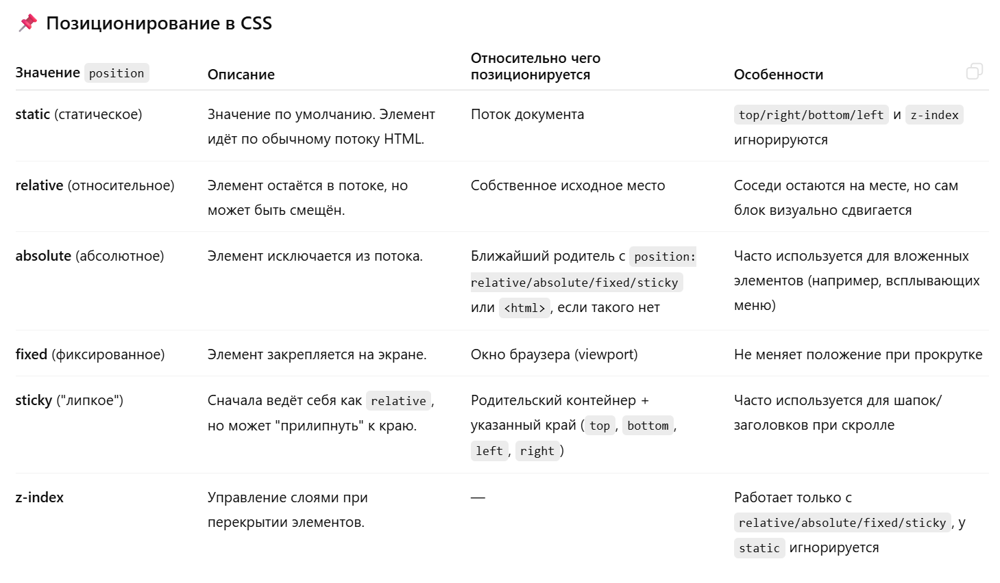 📌 Позиционирование в CSS
Значение position
Описание
Относительно чего
позиционируется
Особенности
static (статическое)
Значение по умолчанию. Элемент
идёт по обычному потоку HTML.
Поток документа
top/right/bottom/left и z-index
игнорируются
relative (относительное)
Элемент остаётся в потоке, но
может быть смещён.
Собственное исходное место
Соседи остаются на месте, но сам
блок визуально сдвигается
absolute (абсолютное)
Элемент исключается из потока.
Ближайший родитель с position:
relative/absolute/fixed/sticky
или <html>, если такого нет
Часто используется для вложенных
элементов (например, всплывающих
меню)
fixed (фиксированное)
Элемент закрепляется на экране.
Окно браузера (viewport)
Не меняет положение при прокрутке
sticky ("липкое")
Сначала ведёт себя как relative,
но может "прилипнуть" к краю.
Родительский контейнер +
указанный край (top, bottom,
left, right)
Часто используется для шапок/
заголовков при скролле
z-index
Управление слоями при
перекрытии элементов.
—
Работает только с
relative/absolute/fixed/sticky, у
static игнорируется